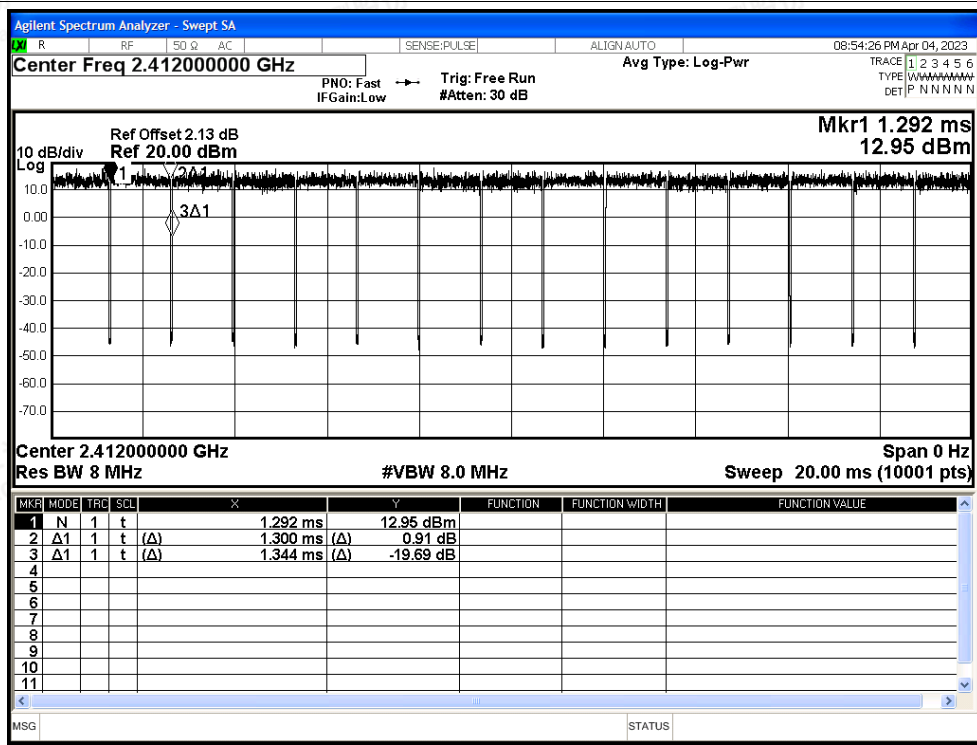 Agilent Spectrum Analyzer - Swept SA
LXI R RF 50 Ω AC SENSE:PULSE ALIGN AUTO 08:54:26 PM Apr 04, 2023
Center Freq 2.412000000 GHz Avg Type: Log-Pwr TRACE 1 2 3 4 5 6
PNO: Fast Trig: Free Run TYPE W W W W W W
IFGain:Low #Atten: 30 dB DET P N N N N N
Mkr1 1.292 ms
Ref Offset 2.13 dB
10 dB/div Ref 20.00 dBm 12.95 dBm
Log
1 2Δ1
10.0
0.00 3Δ1
-10.0
-20.0
-30.0
-40.0
-50.0
-60.0
-70.0
Center 2.412000000 GHz Span 0 Hz
Res BW 8 MHz #VBW 8.0 MHz Sweep 20.00 ms (10001 pts)
MKR MODE TRC SCL X Y FUNCTION FUNCTION WIDTH FUNCTION VALUE
1 N 1 t 1.292 ms 12.95 dBm
2 Δ1 1 t (Δ) 1.300 ms (Δ) 0.91 dB
3 Δ1 1 t (Δ) 1.344 ms (Δ) -19.69 dB
4
5
6
7
8
9
10
11
MSG STATUS